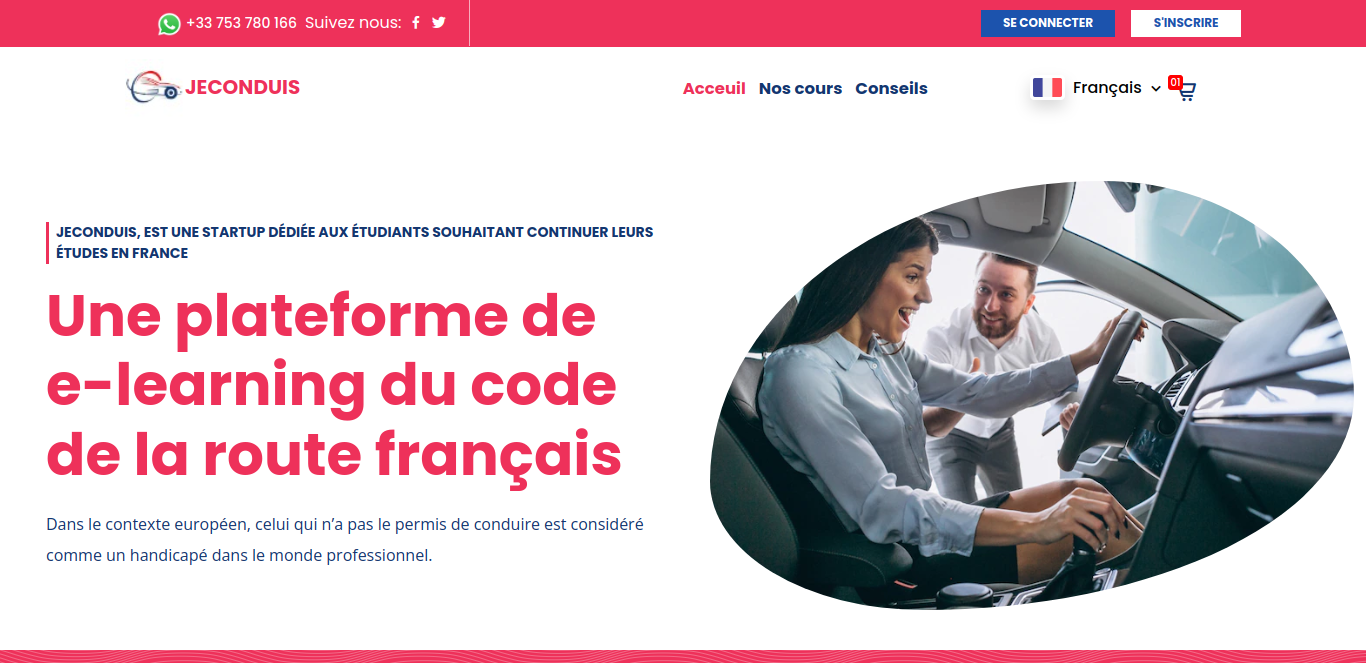 +33 753 780 166 Suivez nous:
SE CONNECTER
S'INSCRIRE
JECONDUIS
Acceuil Nos cours Conseils
Français
01
JECONDUIS, EST UNE STARTUP DÉDIÉE AUX ÉTUDIANTS SOUHAITANT CONTINUER LEURS
ÉTUDES EN FRANCE
Une plateforme de
e-learning du code
de la route français
Dans le contexte européen, celui qui n’a pas le permis de conduire est considéré
comme un handicapé dans le monde professionnel.